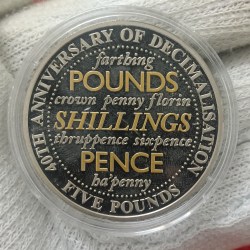 40TH ANNIVERSARY OF DECIMALISATION
farthing
POUNDS
crown penny florin
SHILLINGS
thruppence sixpence
PENCE
ha'penny
FIVE POUNDS